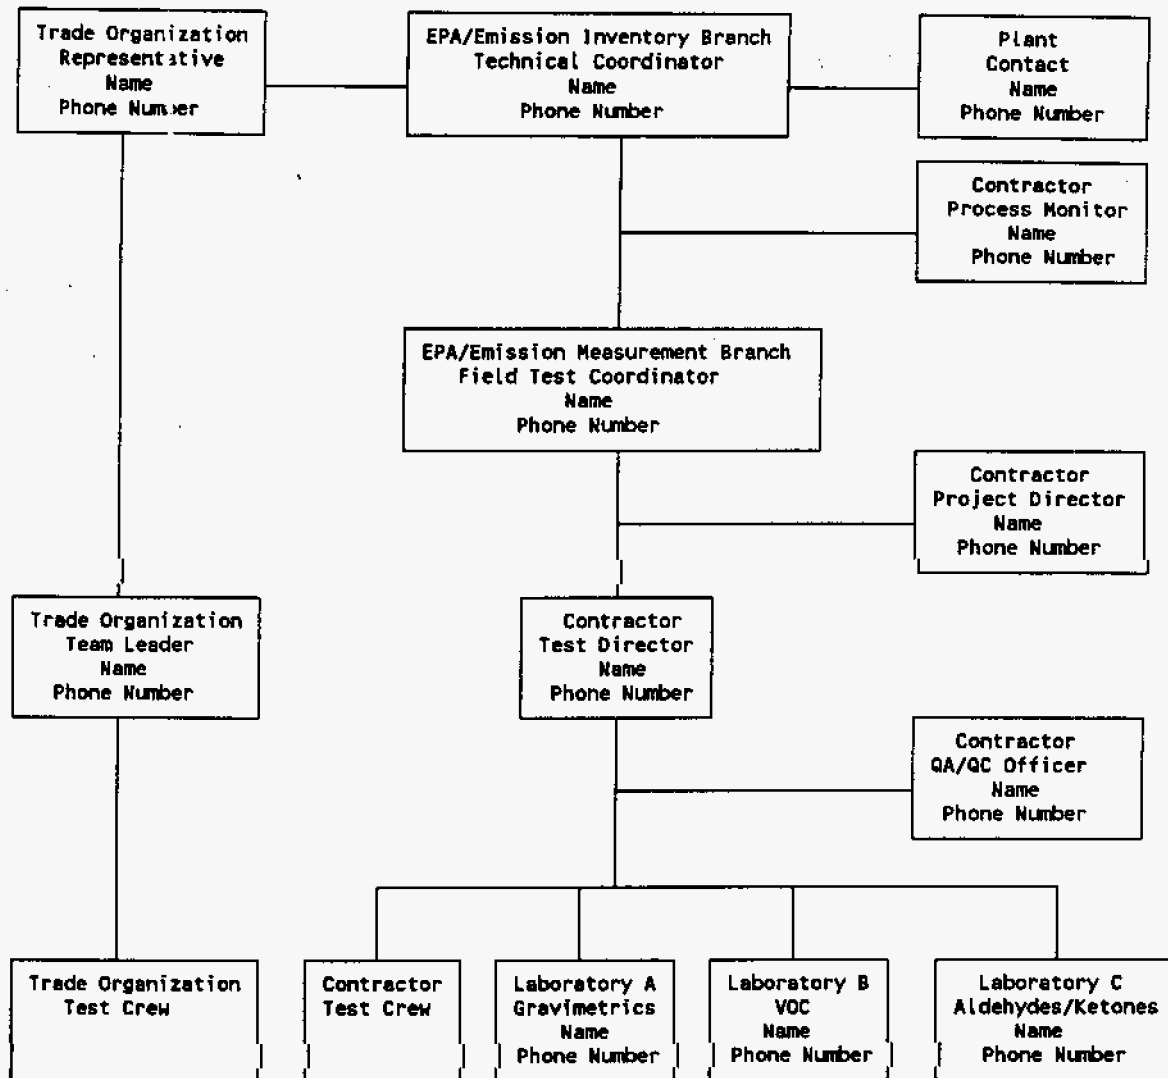 Trade Organization
Representative
Name
Phone Number
EPA/Emission Inventory Branch
Technical Coordinator
Name
Phone Number
Plant
Contact
Name
Phone Number
Contractor
Process Monitor
Name
Phone Number
EPA/Emission Measurement Branch
Field Test Coordinator
Name
Phone Number
Contractor
Project Director
Name
Phone Number
Trade Organization
Team Leader
Name
Phone Number
Contractor
Test Director
Name
Phone Number
Contractor
QA/QC Officer
Name
Phone Number
Trade Organization
Test Crew
Contractor
Test Crew
Laboratory A
Gravimetrics
Name
Phone Number
Laboratory B
VOC
Name
Phone Number
Laboratory C
Aldehydes/Ketones
Name
Phone Number